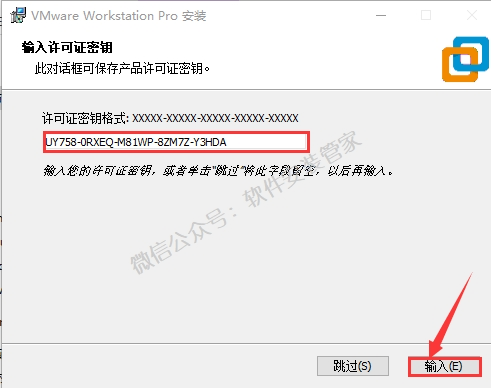 VMware Workstation Pro 安装
输入许可证密钥
此对话框可保存产品许可证密钥。
许可证密钥格式: XXXXX-XXXXX-XXXXX-XXXXX-XXXXX
UY758-0RXEQ-M81WP-8ZM7Z-Y3HDA
输入您的许可证密钥，或者单击"跳过"将此字段留空，以后再输入。
微信公众号：软件安装管家
跳过(S)
输入(E)